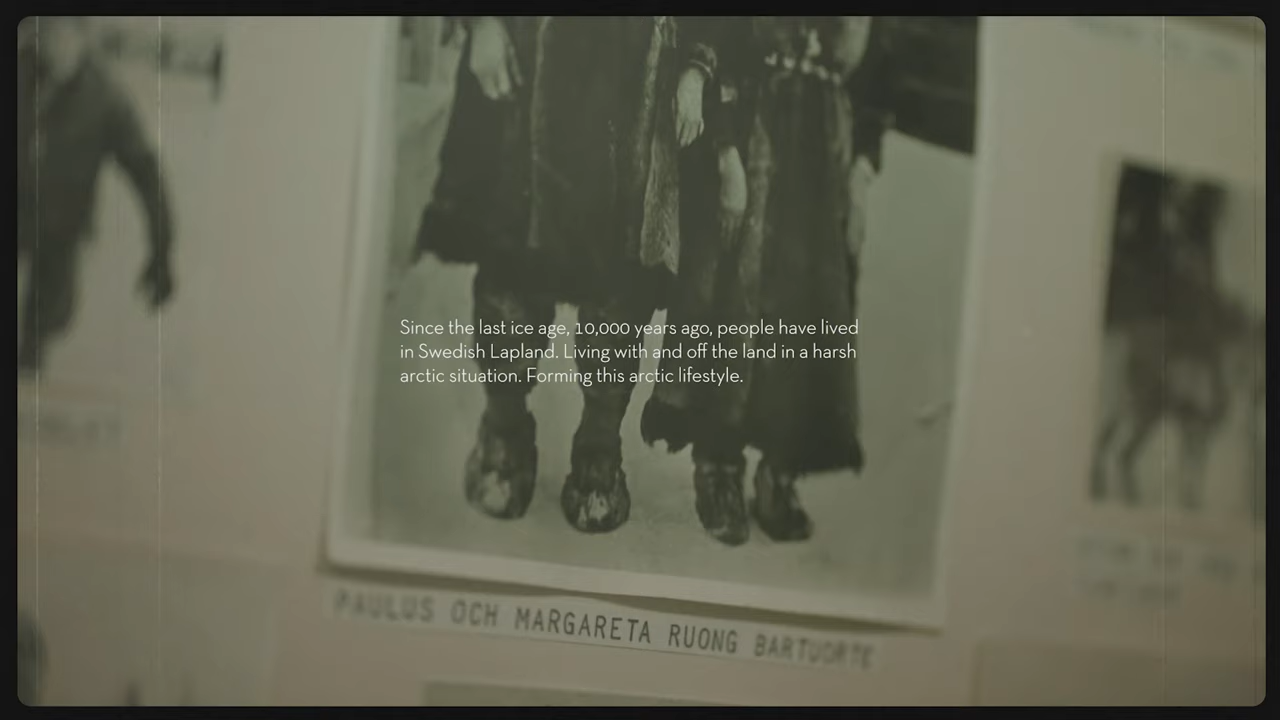 Since the last ice age, 10,000 years ago, people have lived
in Swedish Lapland. Living with and off the land in a harsh
arctic situation. Forming this arctic lifestyle.
PAULUS OCH MARGARETA RUONG BARTUORTE